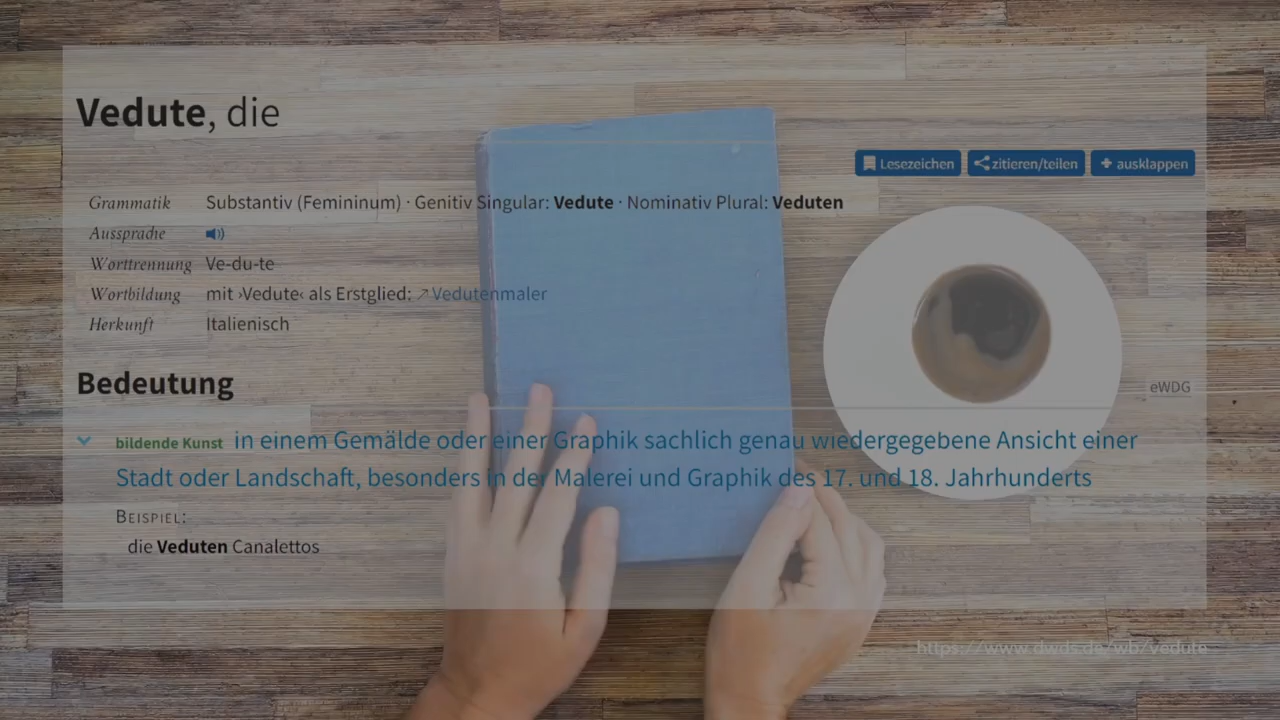 Vedute, die
Lesezeichen zitieren/teilen ausklappen
Grammatik Substantiv (Femininum) · Genitiv Singular: Vedute · Nominativ Plural: Veduten
Aussprache
Worttrennung Ve-du-te
Wortbildung mit ›Vedute‹ als Erstglied: ↗Vedutenmaler
Herkunft Italienisch
Bedeutung
eWDG
bildende Kunst in einem Gemälde oder einer Graphik sachlich genau wiedergegebene Ansicht einer
Stadt oder Landschaft, besonders in der Malerei und Graphik des 17. und 18. Jahrhunderts
BEISPIEL:
die Veduten Canalettos
https://www.dwds.de/wb/vedute